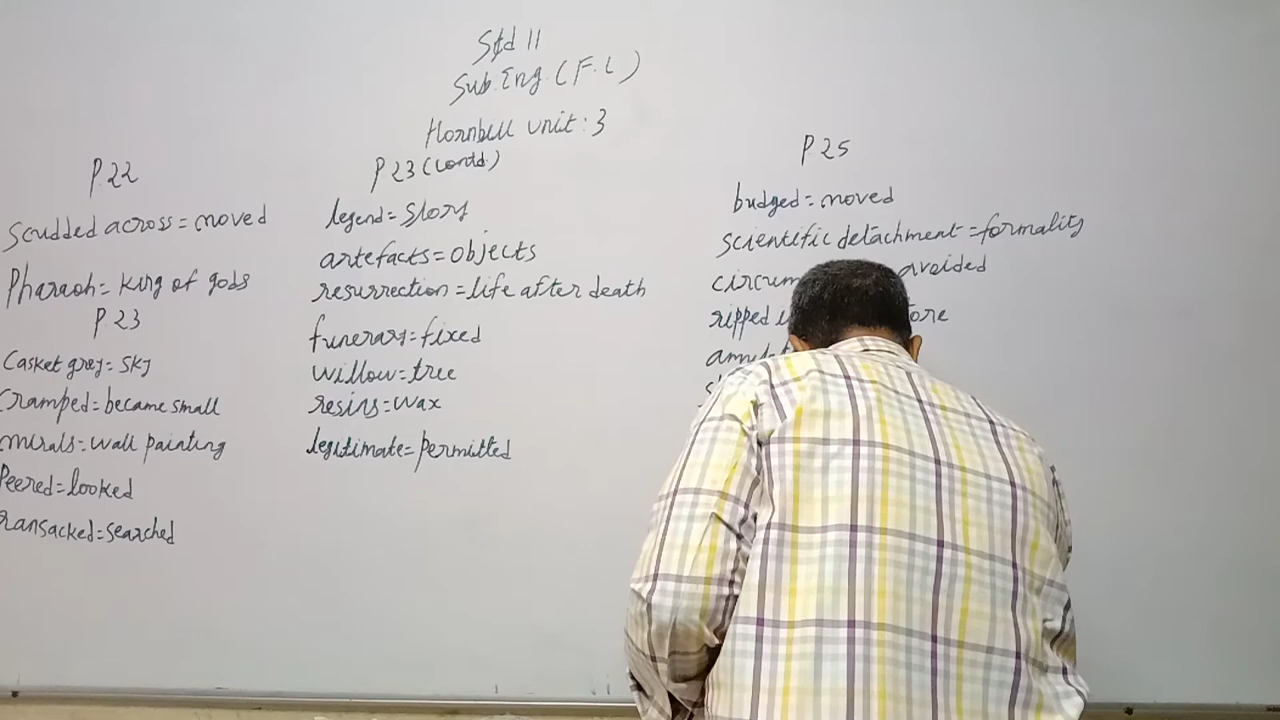 Std 11
Sub. Eng. (F.L)
Hornbill unit: 3
P.22
Scudded across = moved
Pharaoh = King of gods
P.23
Casket grey = sky
Cramped = became small
murals = wall painting
Peered = looked
ransacked = searched
P 23 (Contd.)
legend = story
artefacts = objects
resurrection = life after death
funerary = fixed
willow = tree
resins = wax
legitimate = permitted
P 25
budged = moved
scientific detachment = formality
avoided
ripped
tore